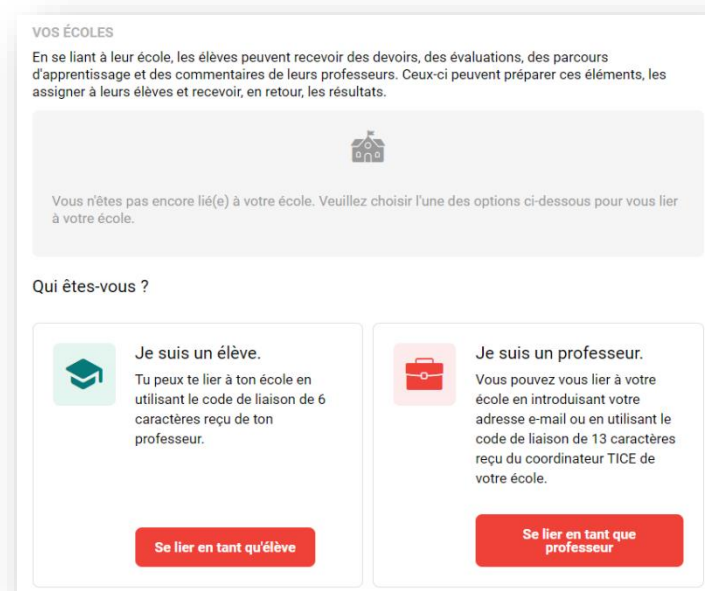 VOS ÉCOLES
En se liant à leur école, les élèves peuvent recevoir des devoirs, des évaluations, des parcours
d'apprentissage et des commentaires de leurs professeurs. Ceux-ci peuvent préparer ces éléments, les
assigner à leurs élèves et recevoir, en retour, les résultats.
Vous n'êtes pas encore lié(e) à votre école. Veuillez choisir l'une des options ci-dessous pour vous lier
à votre école.
Qui êtes-vous ?
Je suis un élève.
Tu peux te lier à ton école en
utilisant le code de liaison de 6
caractères reçu de ton
professeur.
Se lier en tant qu'élève
Je suis un professeur.
Vous pouvez vous lier à votre
école en introduisant votre
adresse e-mail ou en utilisant le
code de liaison de 13 caractères
reçu du coordinateur TICE de
votre école.
Se lier en tant que
professeur